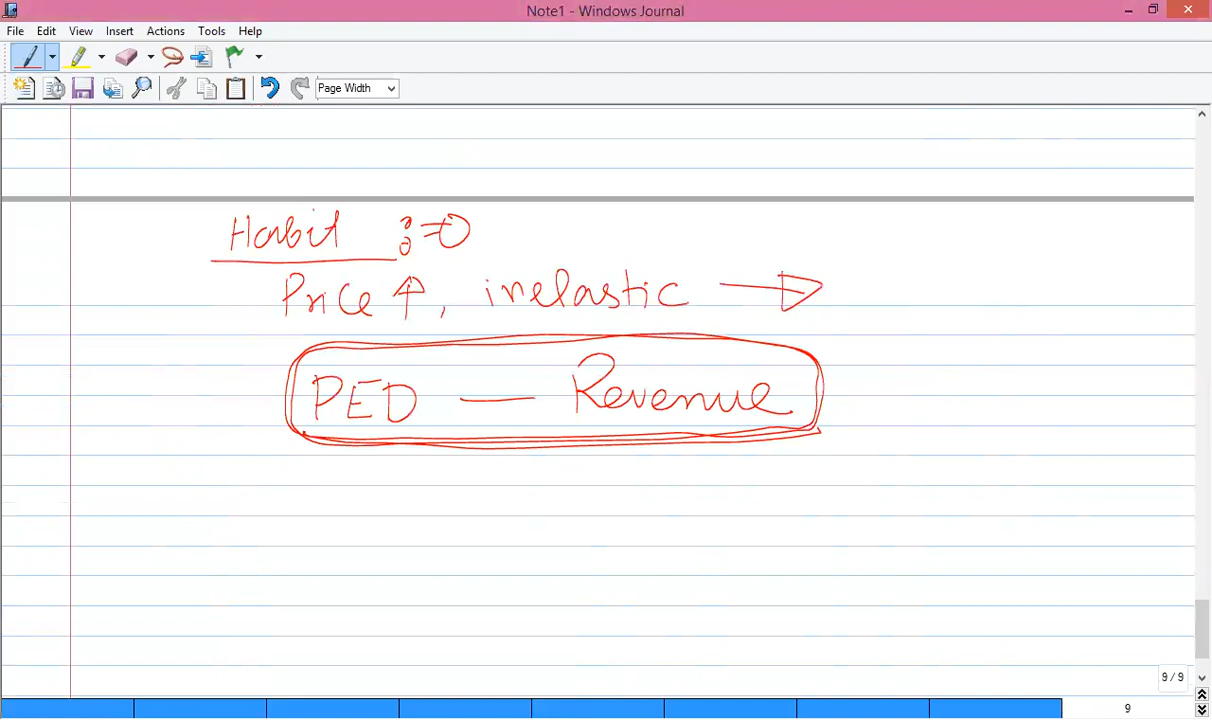 Note1 - Windows Journal
File Edit View Insert Actions Tools Help
Page Width
Habit :
Price ↑, inelastic →
PED — Revenue
9 / 9
9